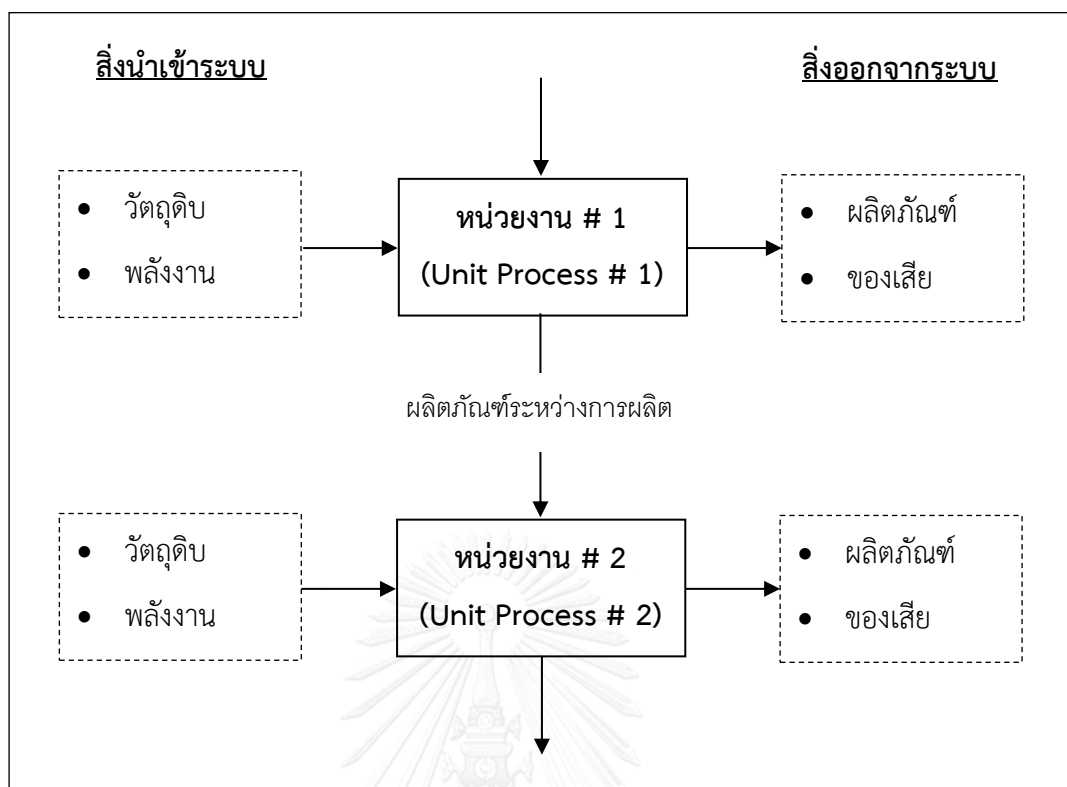 สิ่งนำเข้าระบบ
สิ่งออกจากระบบ
• วัตถุดิบ
• พลังงาน
หน่วยงาน # 1
(Unit Process # 1)
• ผลิตภัณฑ์
• ของเสีย
ผลิตภัณฑ์ระหว่างการผลิต
• วัตถุดิบ
• พลังงาน
หน่วยงาน # 2
(Unit Process # 2)
• ผลิตภัณฑ์
• ของเสีย